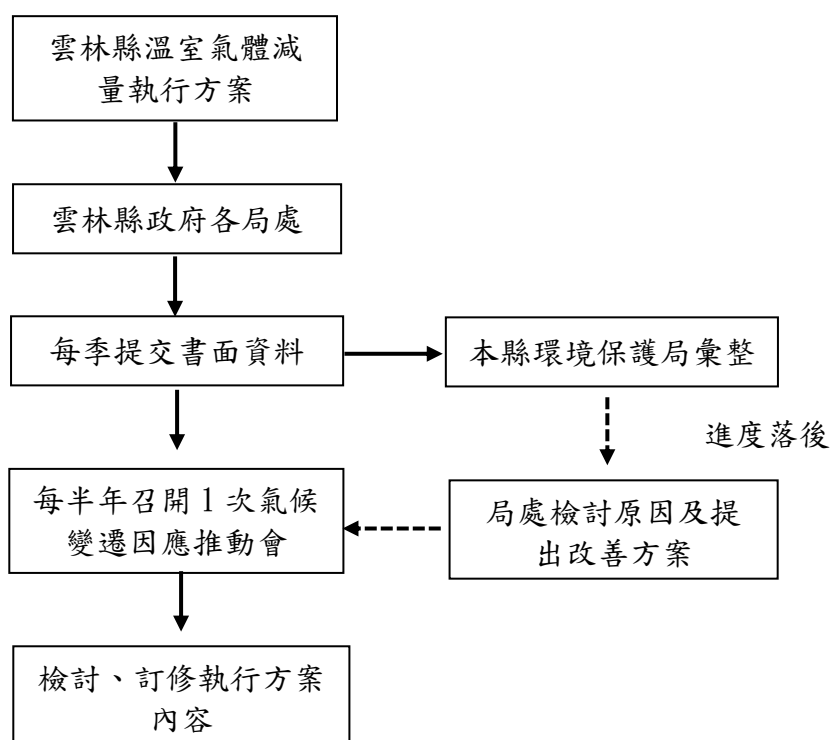 雲林縣溫室氣體減
量執行方案
雲林縣政府各局處
每季提交書面資料
本縣環境保護局彙整
進度落後
每半年召開1次氣候
變遷因應推動會
局處檢討原因及提
出改善方案
檢討、訂修執行方案
內容